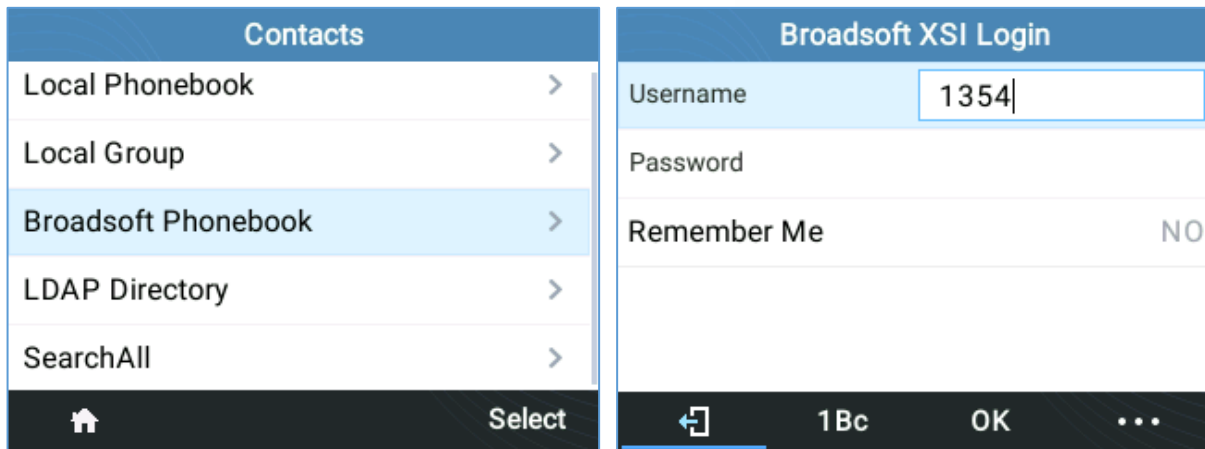 Contacts
Local Phonebook
Local Group
Broadsoft Phonebook
LDAP Directory
SearchAll
Select
Broadsoft XSI Login
Username 1354
Password
Remember Me NO
1Bc OK